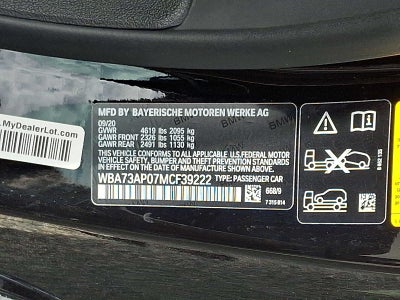 MFD BY BAYERISCHE MOTOREN WERKE AG
09/20
GVWR 4619 lbs 2095 kg
GAWR FRONT 2326 lbs 1055 kg
GAWR REAR 2491 lbs 1130 kg
THIS VEHICLE CONFORMS TO ALL APPLICABLE U.S. FEDERAL MOTOR
VEHICLE SAFETY, BUMPER, AND THEFT PREVENTION STANDARDS
IN EFFECT ON THE DATE OF MANUFACTURE SHOWN ABOVE.
WBA73AP07MCF39222 TYPE: PASSENGER CAR
668/9
7 315 814
MyDealerLot.com
BMW
BMW